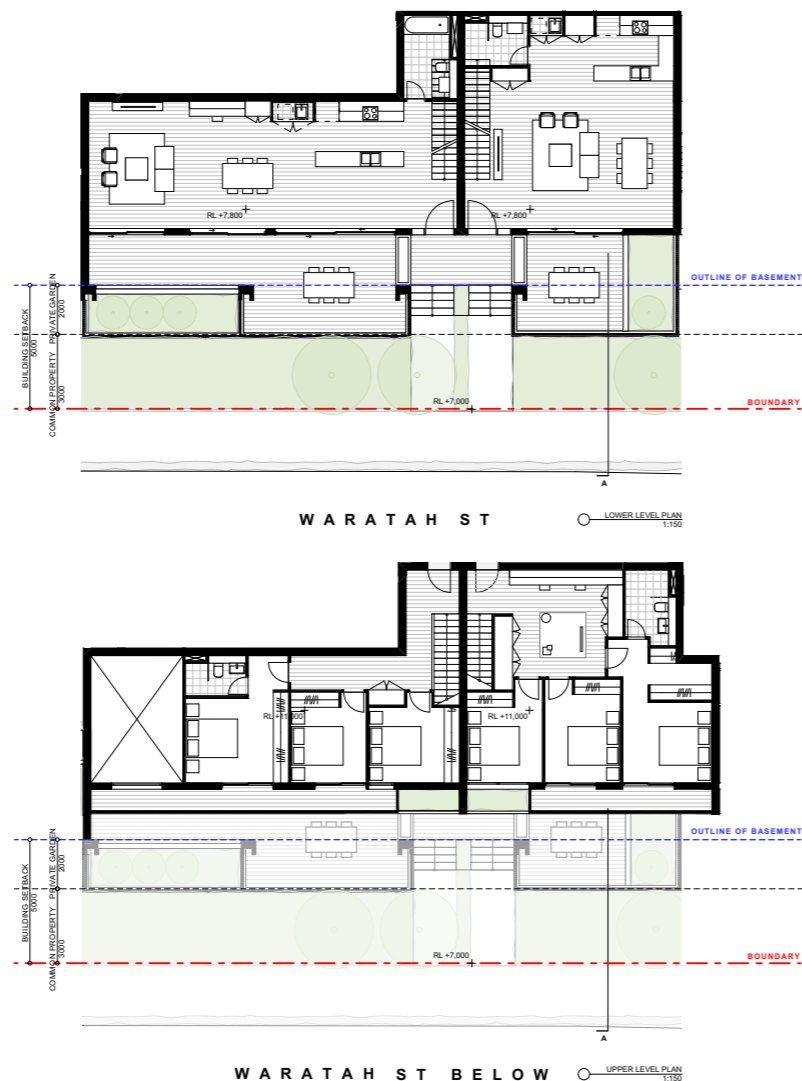 RL +7,800
RL +7,800
OUTLINE OF BASEMENT
BUILDING SETBACK
5000
PRIVATE GARDEN
2000
COMMON PROPERTY
3000
RL +7,000
BOUNDARY
A
WARATAH ST
LOWER LEVEL PLAN
1:150
RL +11,000
RL +11,000
OUTLINE OF BASEMENT
BUILDING SETBACK
5000
PRIVATE GARDEN
2000
COMMON PROPERTY
3000
RL +7,000
BOUNDARY
A
WARATAH ST BELOW
UPPER LEVEL PLAN
1:150